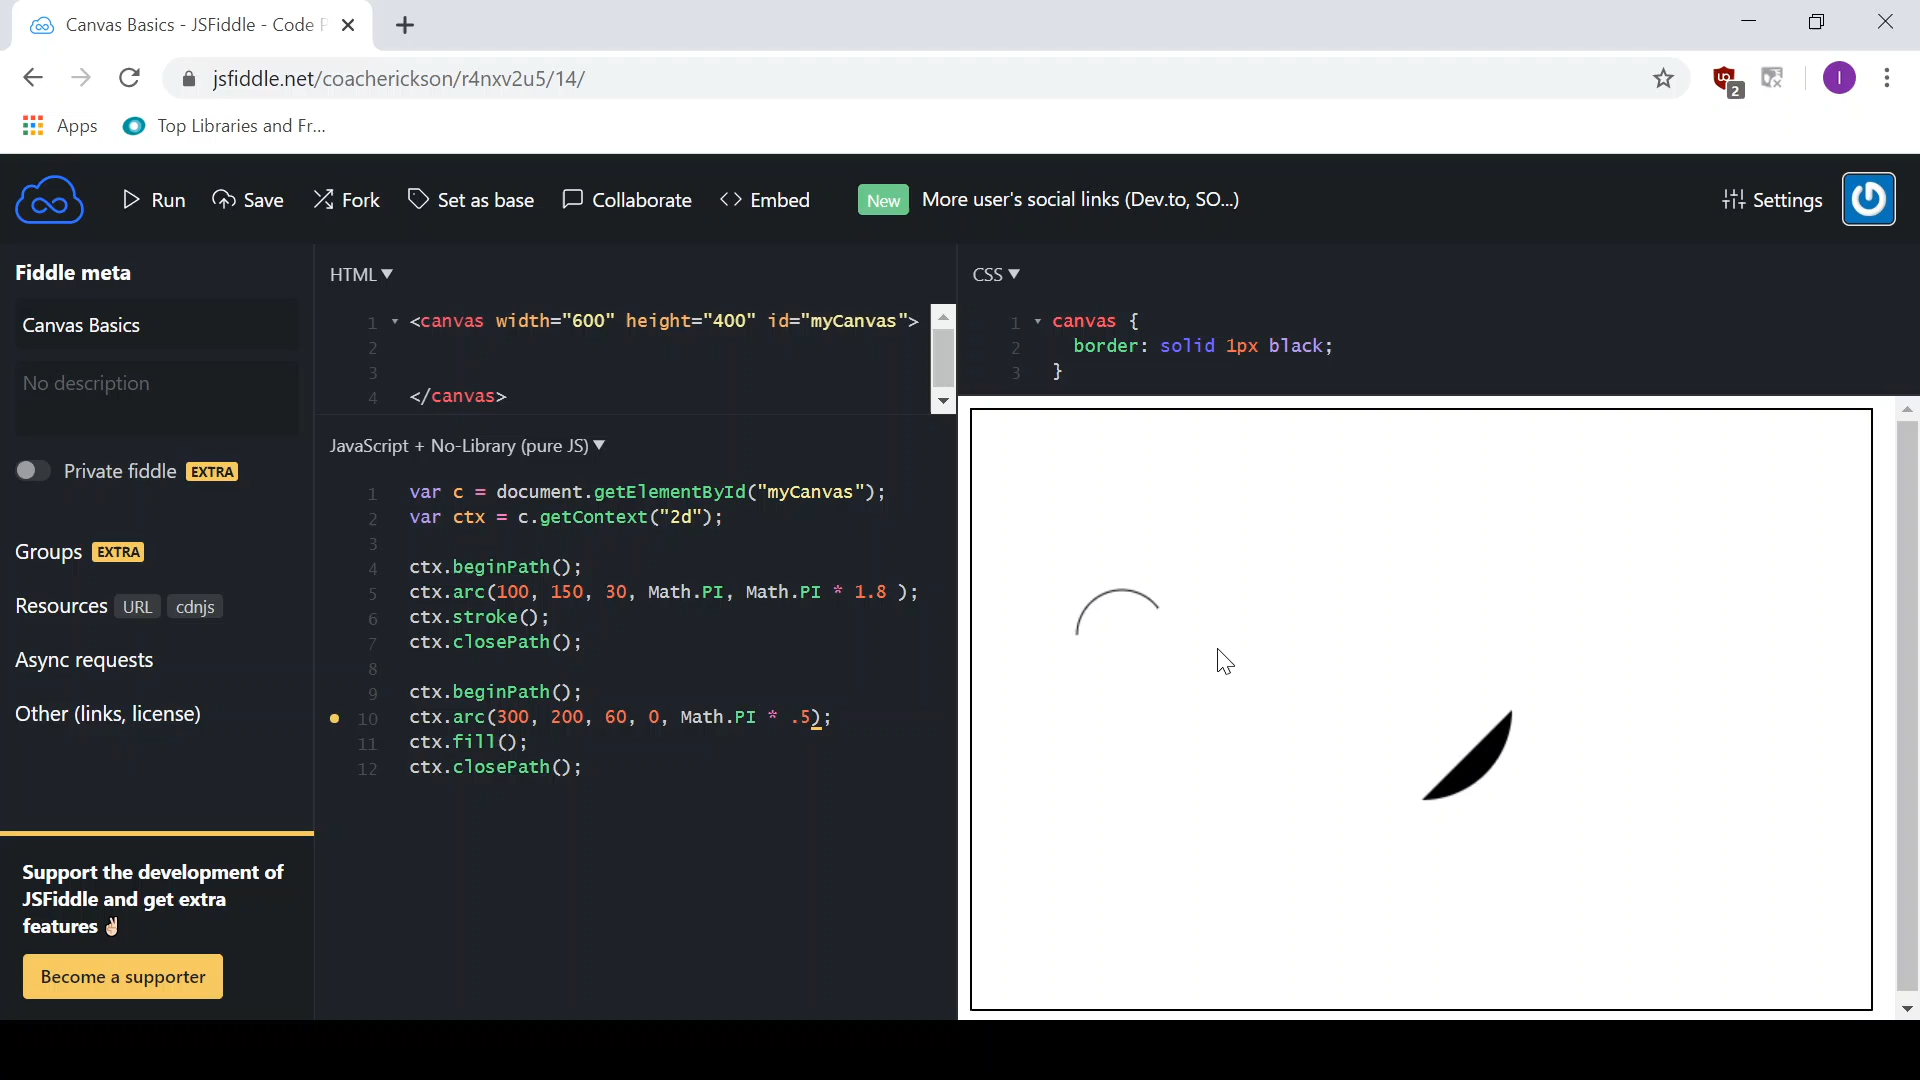 Canvas Basics - JSFiddle - Code P
jsfiddle.net/coacherickson/r4nxv2u5/14/
2
I
Apps
Top Libraries and Fr...
Run
Save
Fork
Set as base
Collaborate
<> Embed
New
More user's social links (Dev.to, SO...)
Settings
Fiddle meta
Canvas Basics
No description
Private fiddle EXTRA
Groups EXTRA
Resources URL cdnjs
Async requests
Other (links, license)
Support the development of
JSFiddle and get extra
features ✌🏻
Become a supporter
HTML ▼
1 <canvas width="600" height="400" id="myCanvas">
2
3
4 </canvas>
JavaScript + No-Library (pure JS) ▼
1 var c = document.getElementById("myCanvas");
2 var ctx = c.getContext("2d");
3
4 ctx.beginPath();
5 ctx.arc(100, 150, 30, Math.PI, Math.PI * 1.8 );
6 ctx.stroke();
7 ctx.closePath();
8
9 ctx.beginPath();
10 ctx.arc(300, 200, 60, 0, Math.PI * .5);
11 ctx.fill();
12 ctx.closePath();
CSS ▼
1 canvas {
2 border: solid 1px black;
3 }